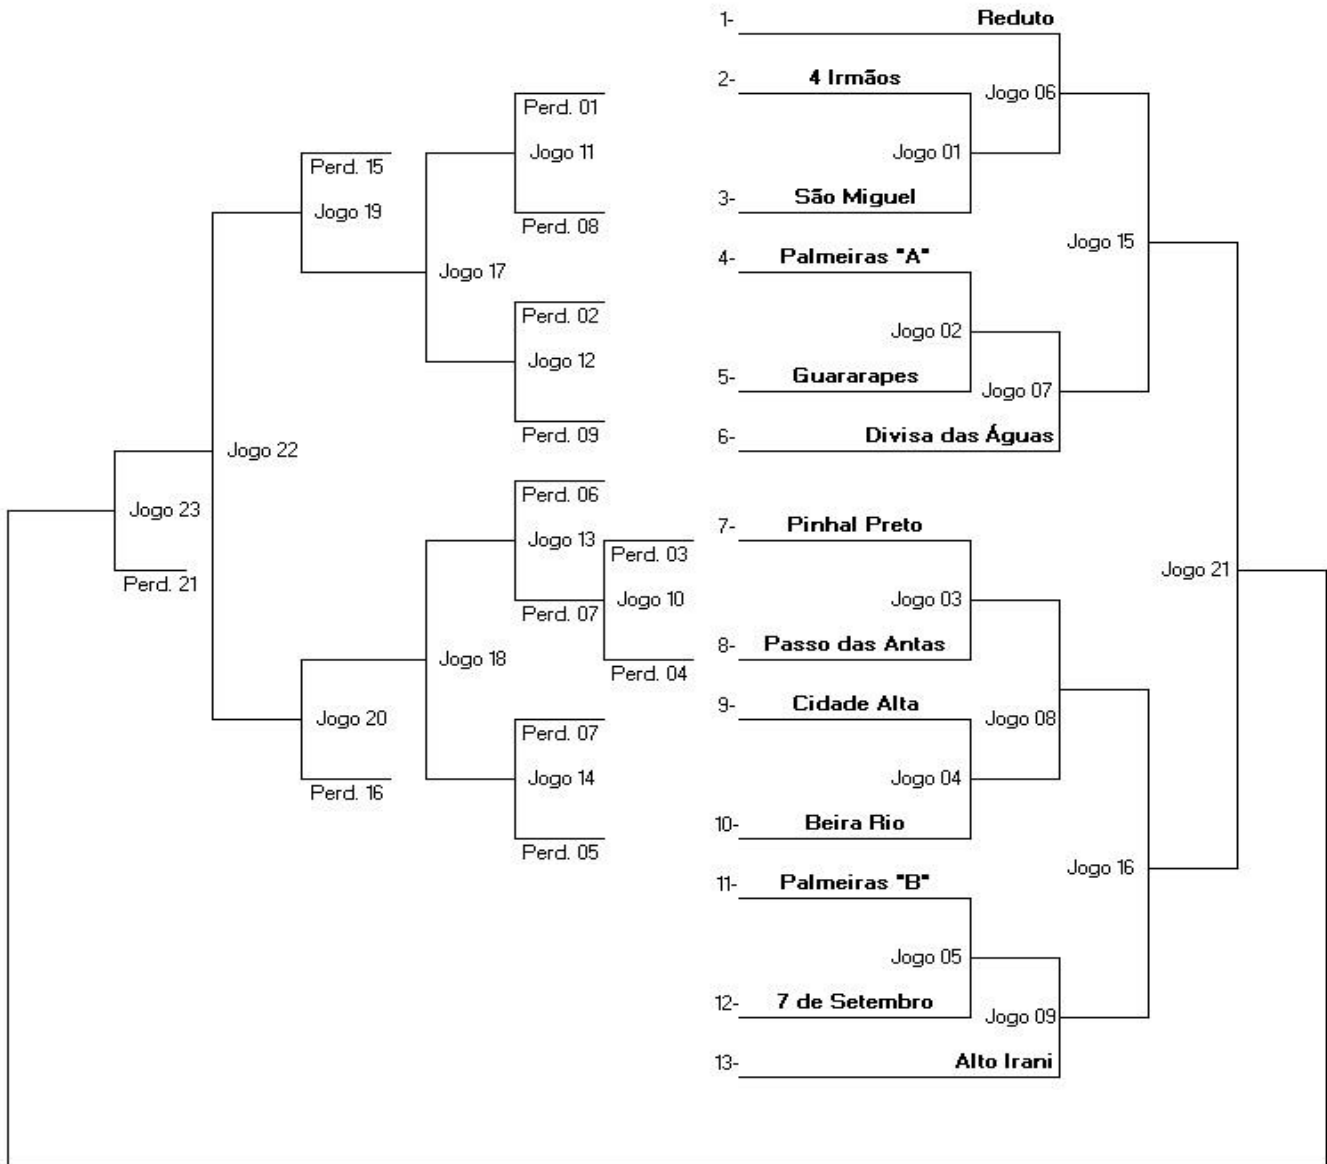 1- Reduto
2- 4 Irmãos
Jogo 06
Perd. 01
Jogo 11
Jogo 01
Perd. 15
3- São Miguel
Jogo 19
Perd. 08
Jogo 15
4- Palmeiras "A"
Jogo 17
Perd. 02
Jogo 02
Jogo 12
5- Guararapes
Jogo 07
Perd. 09
6- Divisa das Águas
Jogo 22
Perd. 06
Jogo 23
7- Pinhal Preto
Jogo 13
Perd. 03
Jogo 21
Perd. 21
Jogo 10
Jogo 03
Perd. 07
8- Passo das Antas
Jogo 18
Perd. 04
9- Cidade Alta
Jogo 20
Jogo 08
Perd. 07
Jogo 14
Jogo 04
Perd. 16
10- Beira Rio
Perd. 05
Jogo 16
11- Palmeiras "B"
Jogo 05
12- 7 de Setembro
Jogo 09
13- Alto Irani